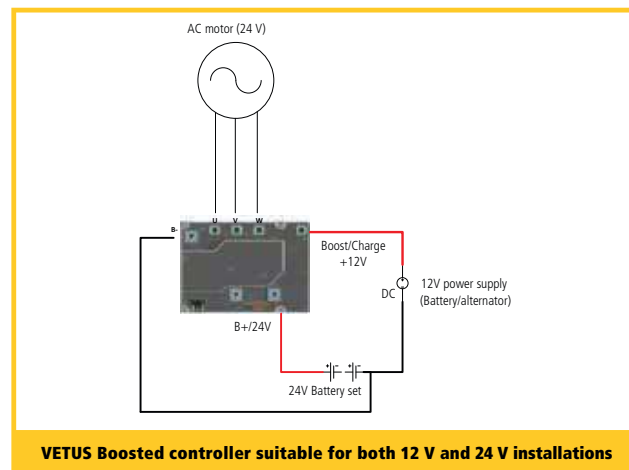 AC motor (24 V)
U V W
B-
Boost/Charge
+12V
DC
12V power supply
(Battery/alternator)
B+/24V
24V Battery set
VETUS Boosted controller suitable for both 12 V and 24 V installations